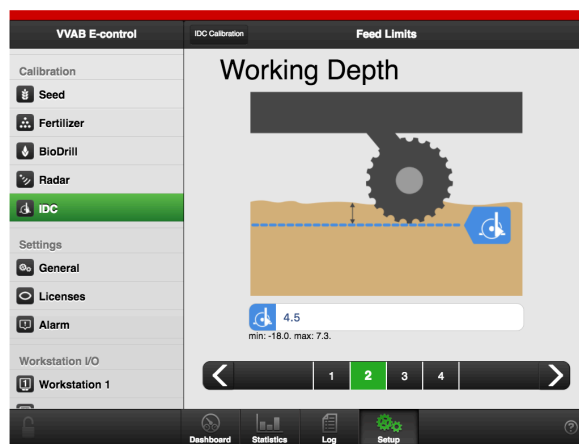 VVAB E-control
IDC Calibration
Feed Limits
Calibration
Seed
Fertilizer
BioDrill
Radar
IDC
Settings
General
Licenses
Alarm
Workstation I/O
1 Workstation 1
Working Depth
4.5
min: -18.0. max: 7.3.
1 2 3 4
Dashboard Statistics Log Setup ?